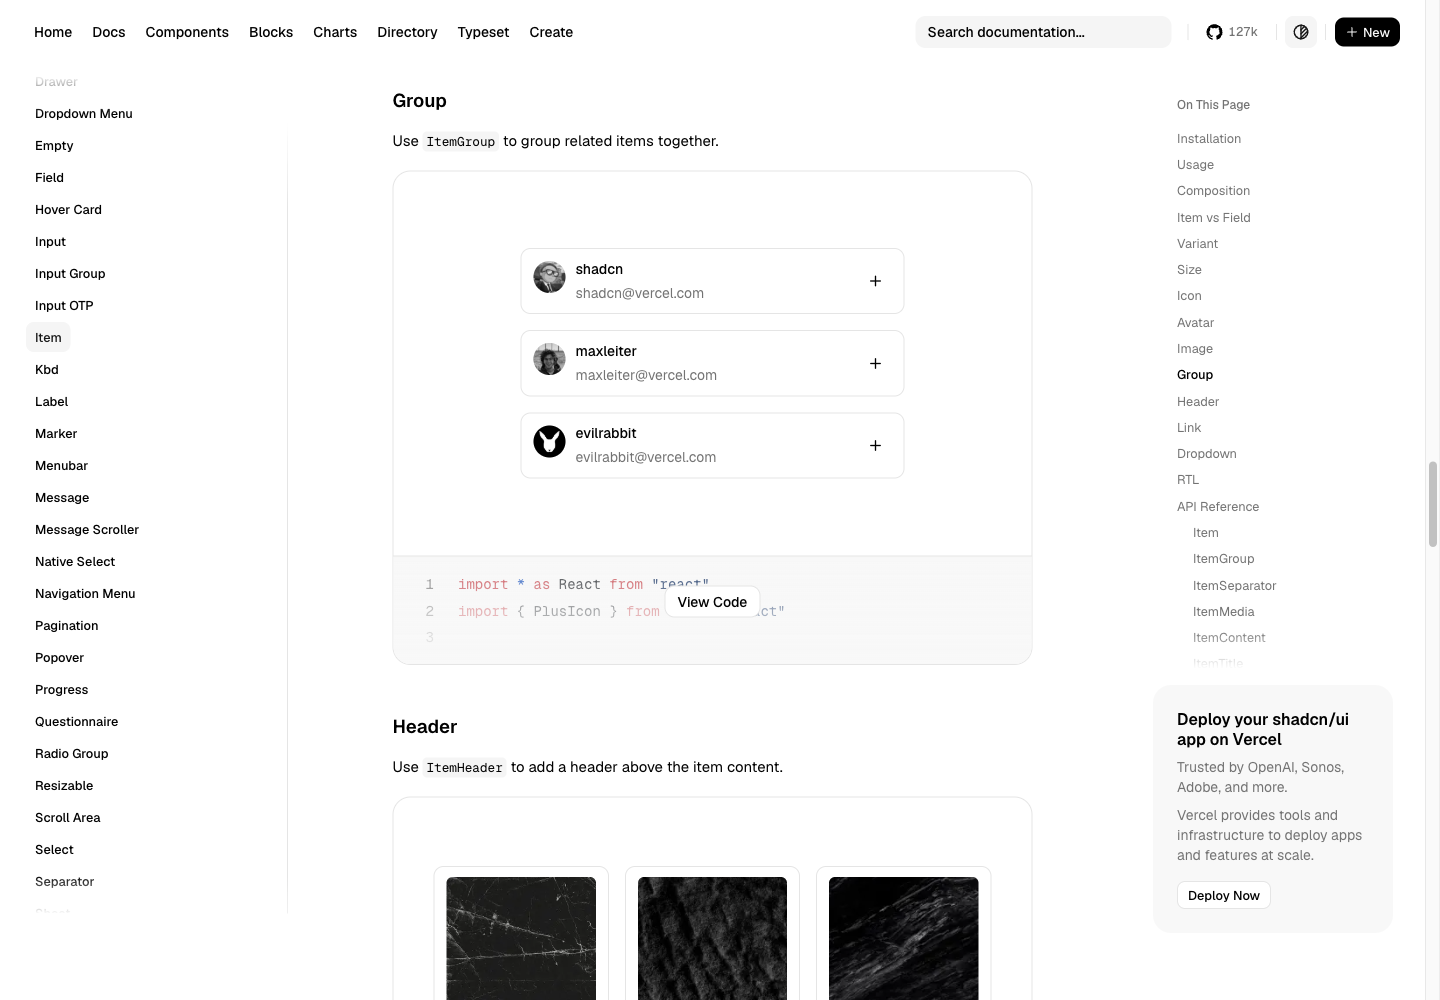 Home Docs Components Blocks Charts Directory Typeset Create
Search documentation...
127k
New
Drawer
Dropdown Menu
Empty
Field
Hover Card
Input
Input Group
Input OTP
Item
Kbd
Label
Marker
Menubar
Message
Message Scroller
Native Select
Navigation Menu
Pagination
Popover
Progress
Questionnaire
Radio Group
Resizable
Scroll Area
Select
Separator
Group
Use ItemGroup to group related items together.
shadcn
shadcn@vercel.com
maxleiter
maxleiter@vercel.com
evilrabbit
evilrabbit@vercel.com
1 import * as React from "react"
2 import { PlusIcon } from
3
View Code
Header
Use ItemHeader to add a header above the item content.
On This Page
Installation
Usage
Composition
Item vs Field
Variant
Size
Icon
Avatar
Image
Group
Header
Link
Dropdown
RTL
API Reference
Item
ItemGroup
ItemSeparator
ItemMedia
ItemContent
ItemTitle
Deploy your shadcn/ui
app on Vercel
Trusted by OpenAI, Sonos,
Adobe, and more.
Vercel provides tools and
infrastructure to deploy apps
and features at scale.
Deploy Now